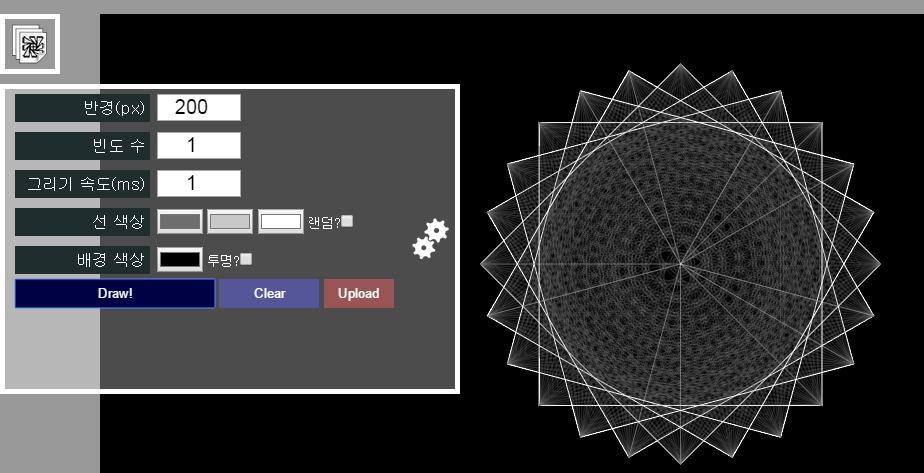 반경(px) 200
빈도 수 1
그리기 속도(ms) 1
선 색상 랜덤?
배경 색상 투명?
Draw! Clear Upload